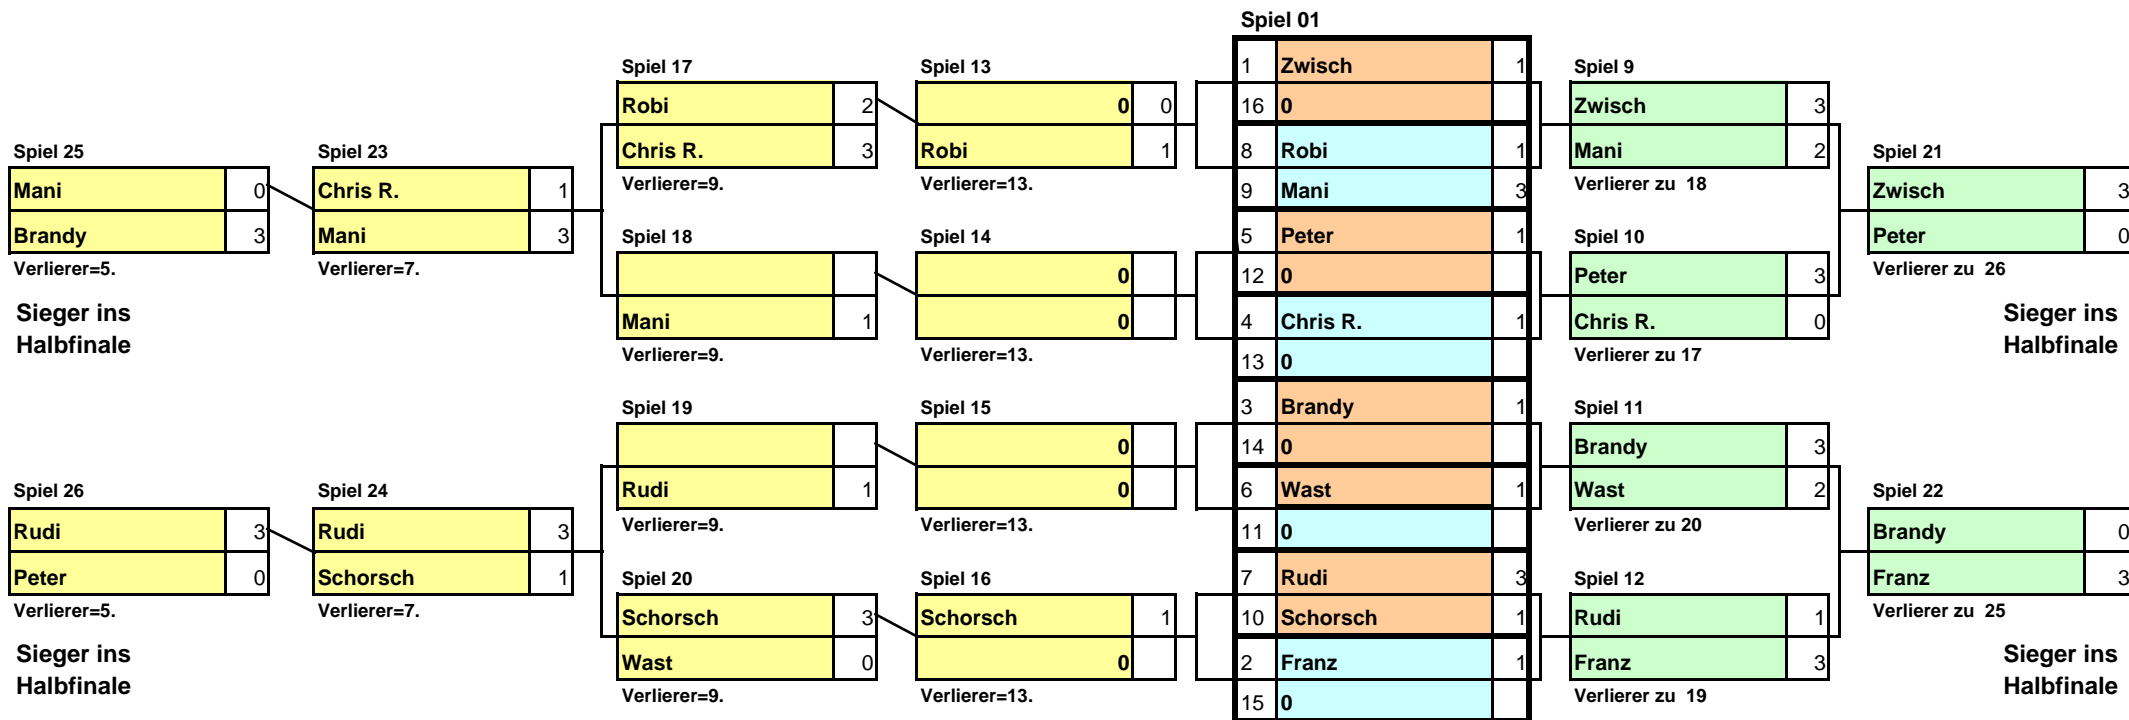 Spiel 01
Spiel 17 Spiel 13 1 Zwisch 1 Spiel 9
Robi 2 0 0 16 0 Zwisch 3
Spiel 25 Spiel 23 Chris R. 3 Robi 1 8 Robi 1 Mani 2 Spiel 21
Mani 0 Chris R. 1 Verlierer=9. Verlierer=13. 9 Mani 3 Verlierer zu 18 Zwisch 3
Brandy 3 Mani 3 Spiel 18 Spiel 14 5 Peter 1 Spiel 10 Peter 0
Verlierer=5. Verlierer=7. 0 12 0 Peter 3 Verlierer zu 26
Sieger ins Mani 1 0 4 Chris R. 1 Chris R. 0 Sieger ins
Halbfinale Verlierer=9. Verlierer=13. 13 0 Verlierer zu 17 Halbfinale
Spiel 19 Spiel 15 3 Brandy 1 Spiel 11
0 14 0 Brandy 3
Spiel 26 Spiel 24 Rudi 1 0 6 Wast 1 Wast 2 Spiel 22
Rudi 3 Rudi 3 Verlierer=9. Verlierer=13. 11 0 Verlierer zu 20 Brandy 0
Peter 0 Schorsch 1 Spiel 20 Spiel 16 7 Rudi 3 Spiel 12 Franz 3
Verlierer=5. Verlierer=7. Schorsch 3 Schorsch 1 10 Schorsch 1 Rudi 1 Verlierer zu 25
Sieger ins Wast 0 0 2 Franz 1 Franz 3 Sieger ins
Halbfinale Verlierer=9. Verlierer=13. 15 0 Verlierer zu 19 Halbfinale